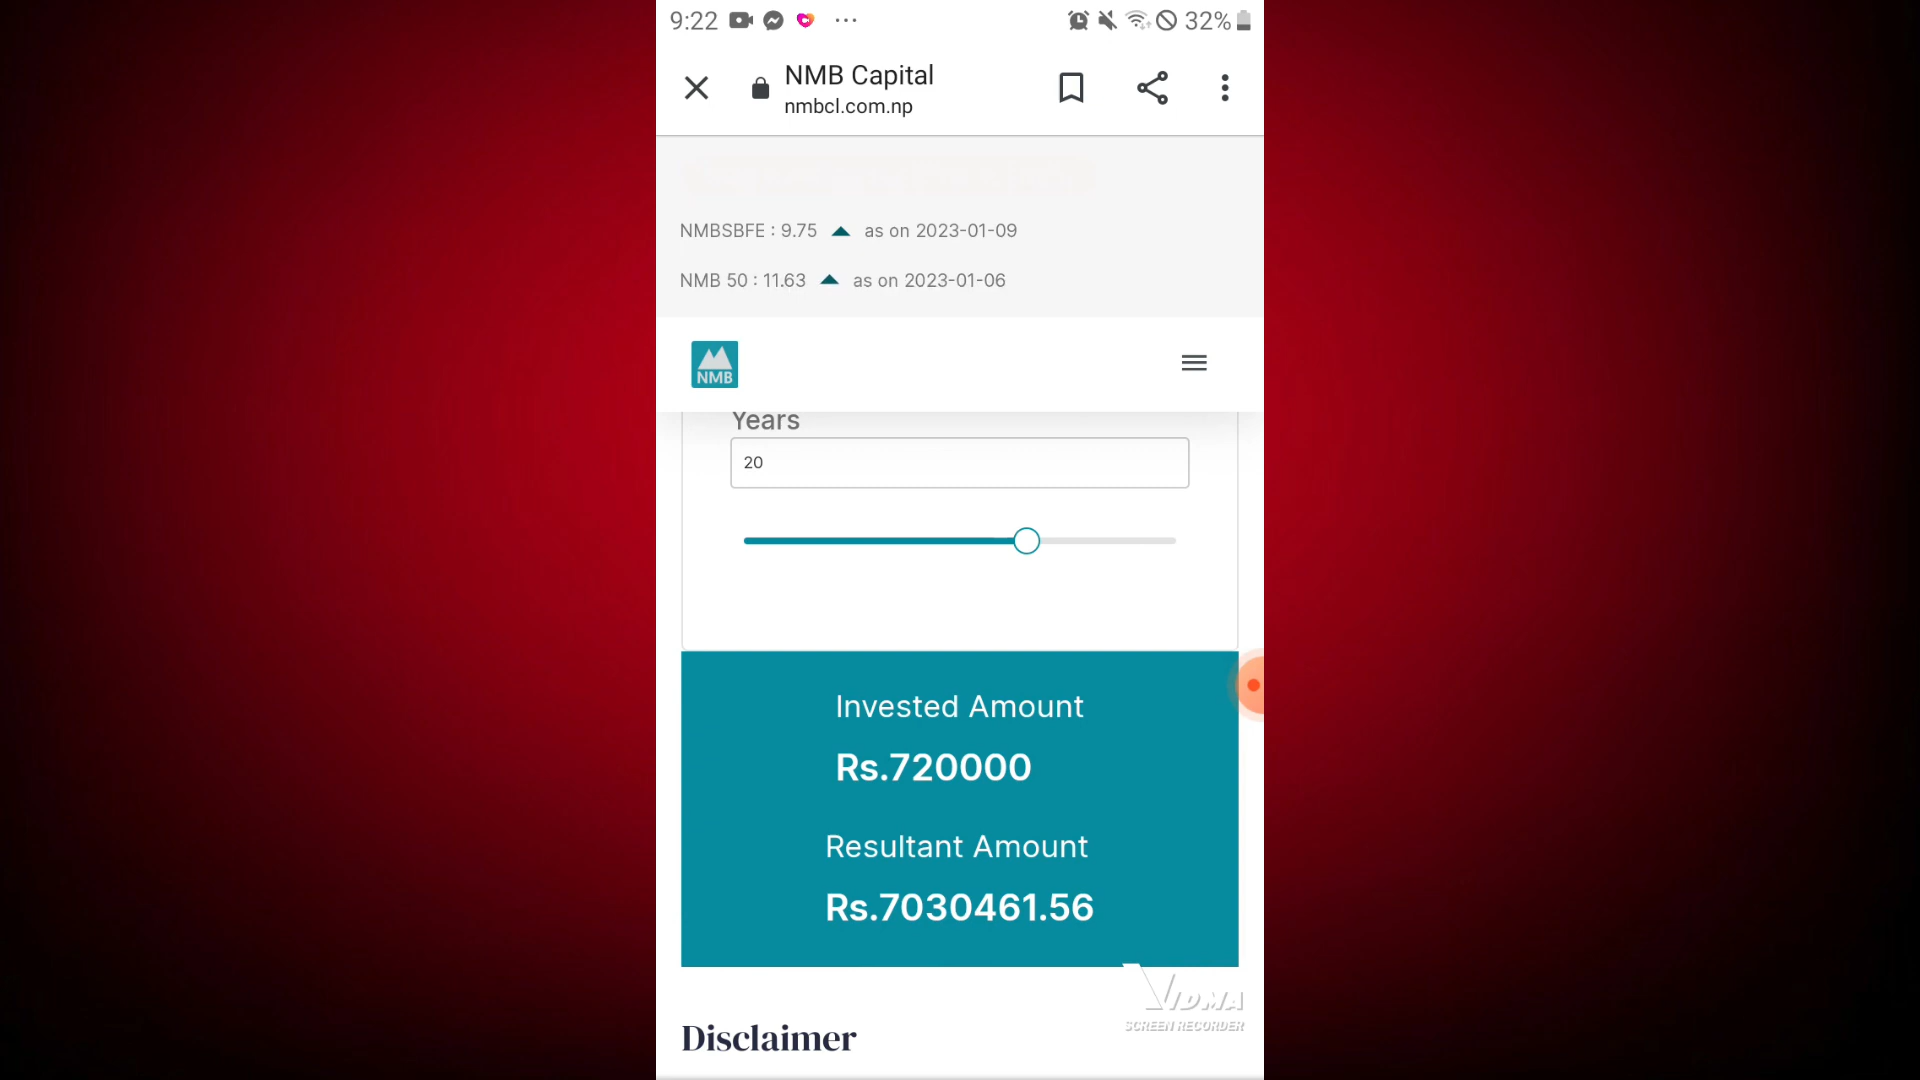 9:22 ... 32%
NMB Capital
nmbcl.com.np
NMBSBFE : 9.75 as on 2023-01-09
NMB 50 : 11.63 as on 2023-01-06
NMB
Years
20
Invested Amount
Rs.720000
Resultant Amount
Rs.7030461.56
VIDMA
SCREEN RECORDER
Disclaimer